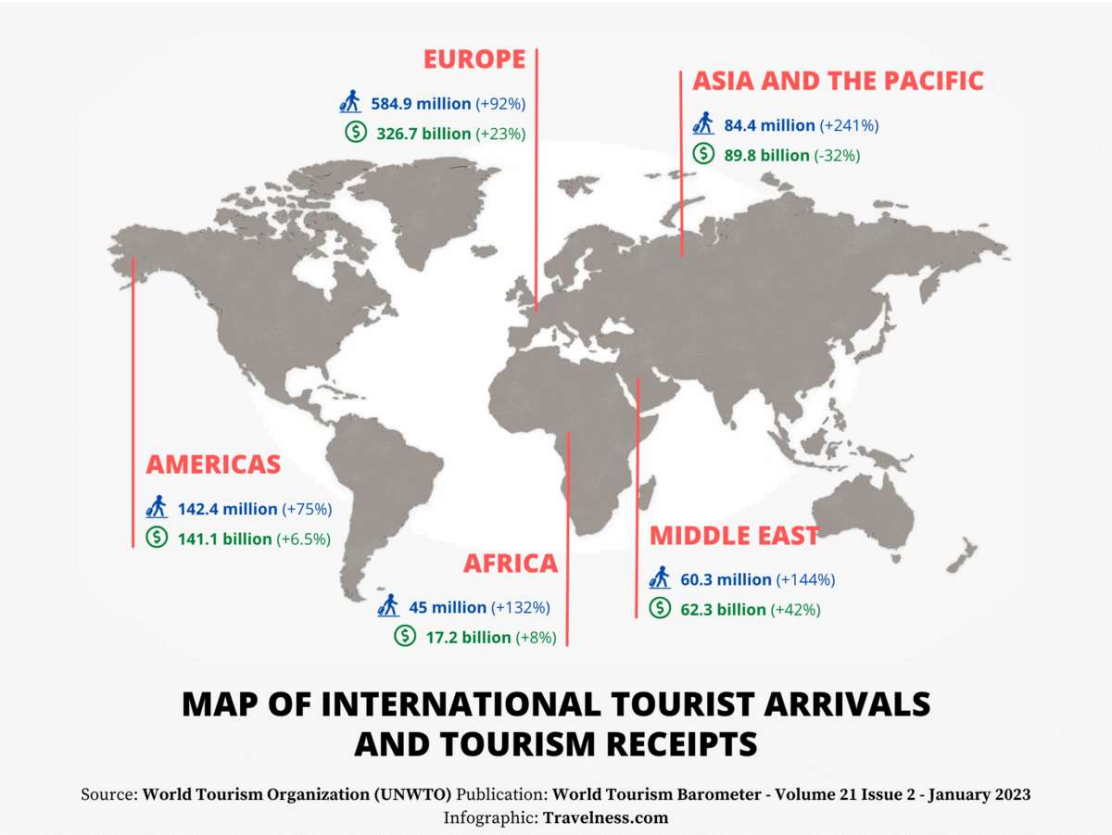 EUROPE
584.9 million (+92%)
326.7 billion (+23%)
ASIA AND THE PACIFIC
84.4 million (+241%)
$ 89.8 billion (-32%)
AMERICAS
142.4 million (+75%)
$ 141.1 billion (+6.5%)
AFRICA
45 million (+132%)
$ 17.2 billion (+8%)
MIDDLE EAST
60.3 million (+144%)
$ 62.3 billion (+42%)
MAP OF INTERNATIONAL TOURIST ARRIVALS
AND TOURISM RECEIPTS
Source: World Tourism Organization (UNWTO) Publication: World Tourism Barometer - Volume 21 Issue 2 - January 2023
Infographic: Travelness.com